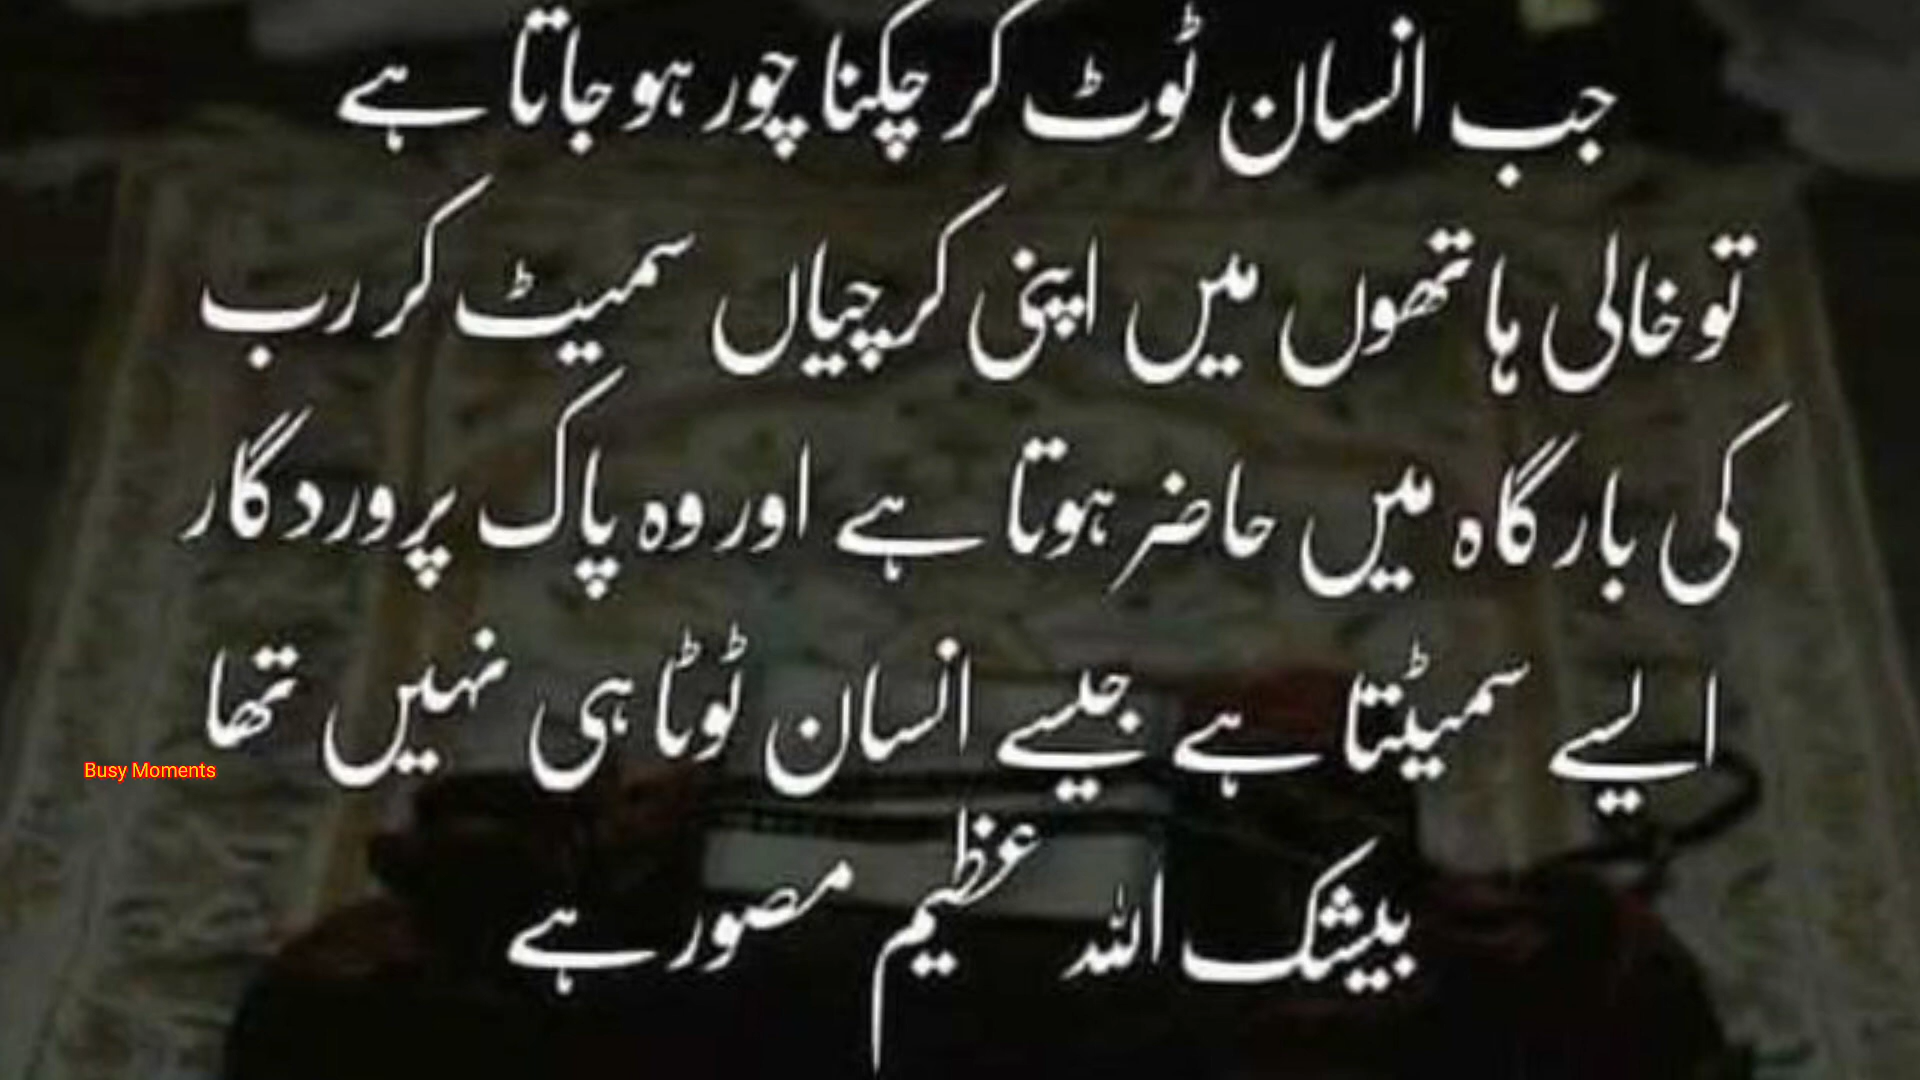 جب انسان ٹوٹ کر چکنا چور ہو جاتا ہے
تو خالی ہاتھوں میں اپنی کرچیاں سمیٹ کر رب
کی بارگاہ میں حاضر ہوتا ہے اور وہ پاک پروردگار
ایسے سمیٹتا ہے جیسے انسان ٹوٹا ہی نہیں تھا
Busy Moments
بیشک اللہ عظیم مصور ہے